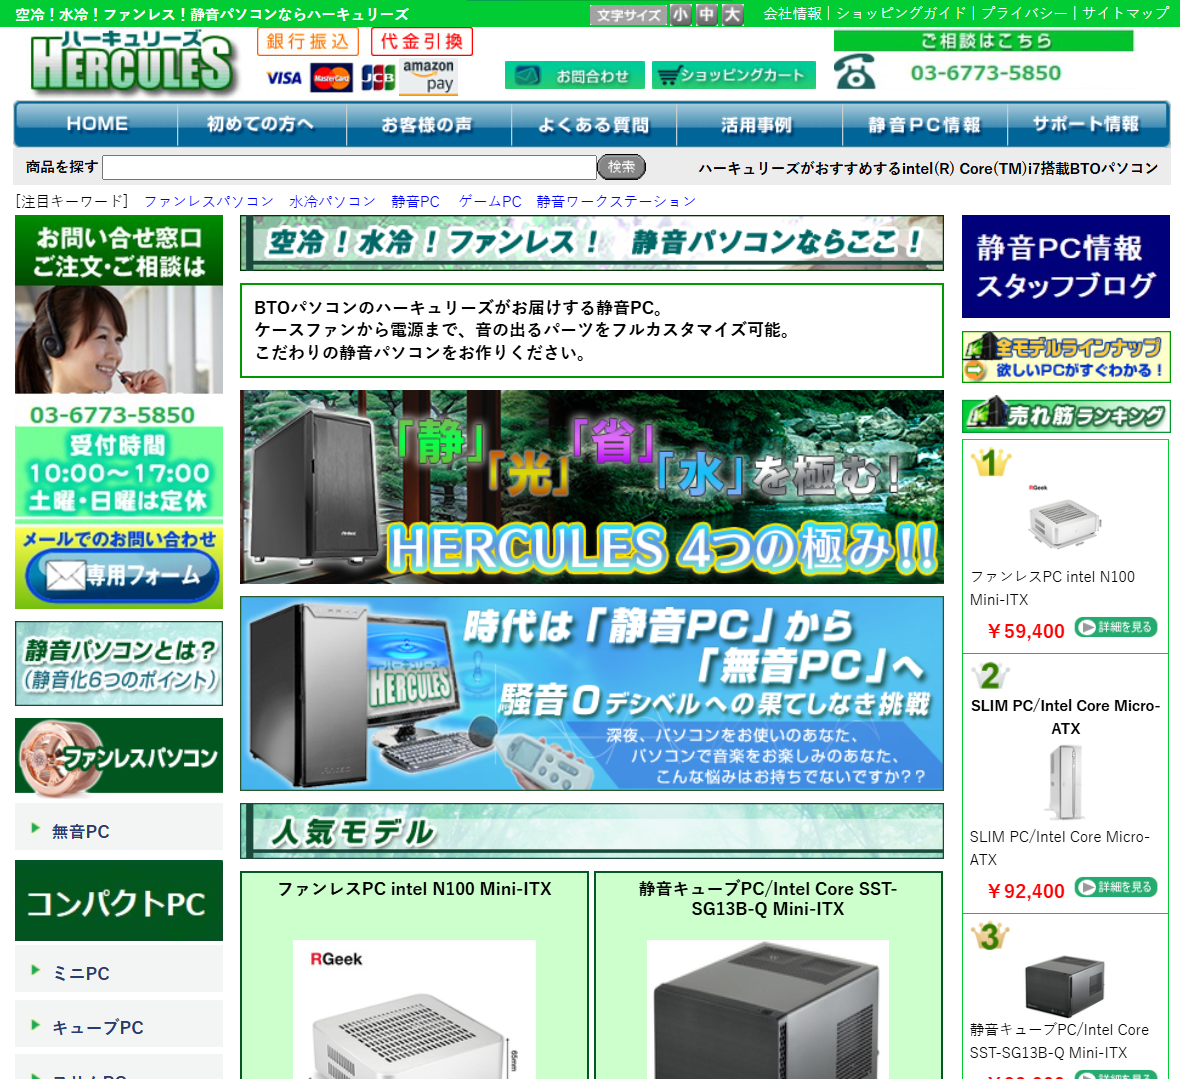 空冷！水冷！ファンレス！静音パソコンならハーキュリーズ
文字サイズ 小 中 大
会社情報 | ショッピングガイド | プライバシー | サイトマップ
ハーキュリーズ
HERCULES
銀行振込 代金引換
VISA MasterCard JCB amazon pay
お問合わせ ショッピングカート
ご相談はこちら
03-6773-5850
HOME 初めての方へ お客様の声 よくある質問 活用事例 静音PC情報 サポート情報
商品を探す 検索 ハーキュリーズがおすすめするintel(R) Core(TM)i7搭載BTOパソコン
[注目キーワード] ファンレスパソコン 水冷パソコン 静音PC ゲームPC 静音ワークステーション
お問い合せ窓口
ご注文・ご相談は
03-6773-5850
受付時間
10:00〜17:00
土曜・日曜は定休
メールでのお問い合わせ
専用フォーム
静音パソコンとは？
（静音化6つのポイント）
ファンレスパソコン
無音PC
コンパクトPC
ミニPC
キューブPC
空冷！水冷！ファンレス！ 静音パソコンならここ！
BTOパソコンのハーキュリーズがお届けする静音PC。
ケースファンから電源まで、音の出るパーツをフルカスタマイズ可能。
こだわりの静音パソコンをお作りください。
「静」「光」「省」「水」を極む！
HERCULES 4つの極み!!
時代は「静音PC」から
「無音PC」へ
ハーキュリーズ
HERCULES
騒音0デシベルへの果てしなき挑戦
深夜、パソコンをお使いのあなた、
パソコンで音楽をお楽しみのあなた、
こんな悩みはお持ちでないですか？？
人気モデル
ファンレスPC intel N100 Mini-ITX
RGeek
65mm
静音キューブPC/Intel Core SST-
SG13B-Q Mini-ITX
静音PC情報
スタッフブログ
全モデルラインナップ
欲しいPCがすぐわかる！
売れ筋ランキング
1
RGeek
ファンレスPC intel N100
Mini-ITX
￥59,400 詳細を見る
2
SLIM PC/Intel Core Micro-
ATX
SLIM PC/Intel Core Micro-
ATX
￥92,400 詳細を見る
3
静音キューブPC/Intel Core
SST-SG13B-Q Mini-ITX